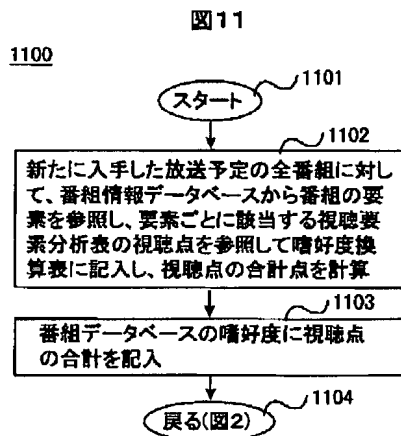 図11
1100
1101
スタート
1102
新たに入手した放送予定の全番組に対し
て、番組情報データベースから番組の要
素を参照し、要素ごとに該当する視聴要
素分析表の視聴点を参照して嗜好度換
算表に記入し、視聴点の合計点を計算
1103
番組データベースの嗜好度に視聴点
の合計を記入
1104
戻る(図2)